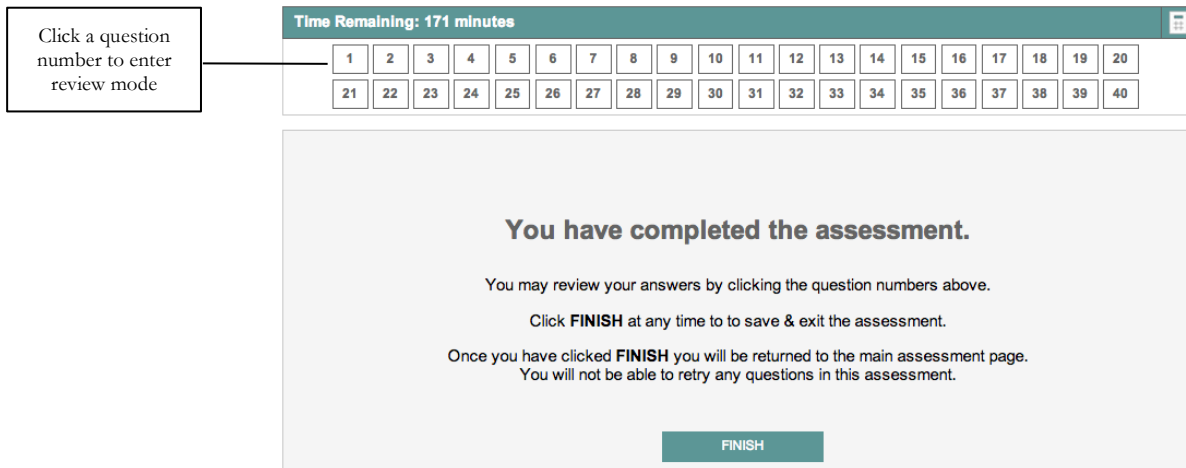 Click a question
number to enter
review mode
Time Remaining: 171 minutes
1 2 3 4 5 6 7 8 9 10 11 12 13 14 15 16 17 18 19 20
21 22 23 24 25 26 27 28 29 30 31 32 33 34 35 36 37 38 39 40
You have completed the assessment.
You may review your answers by clicking the question numbers above.
Click FINISH at any time to to save & exit the assessment.
Once you have clicked FINISH you will be returned to the main assessment page.
You will not be able to retry any questions in this assessment.
FINISH